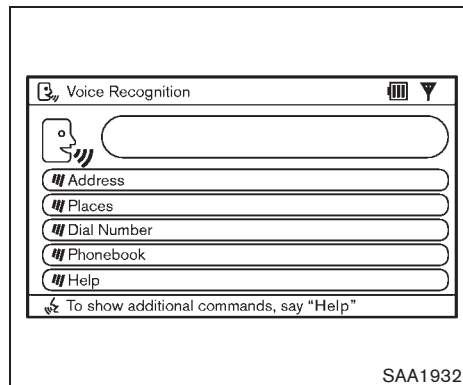 Voice Recognition
Address
Places
Dial Number
Phonebook
Help
To show additional commands, say “Help”
SAA1932